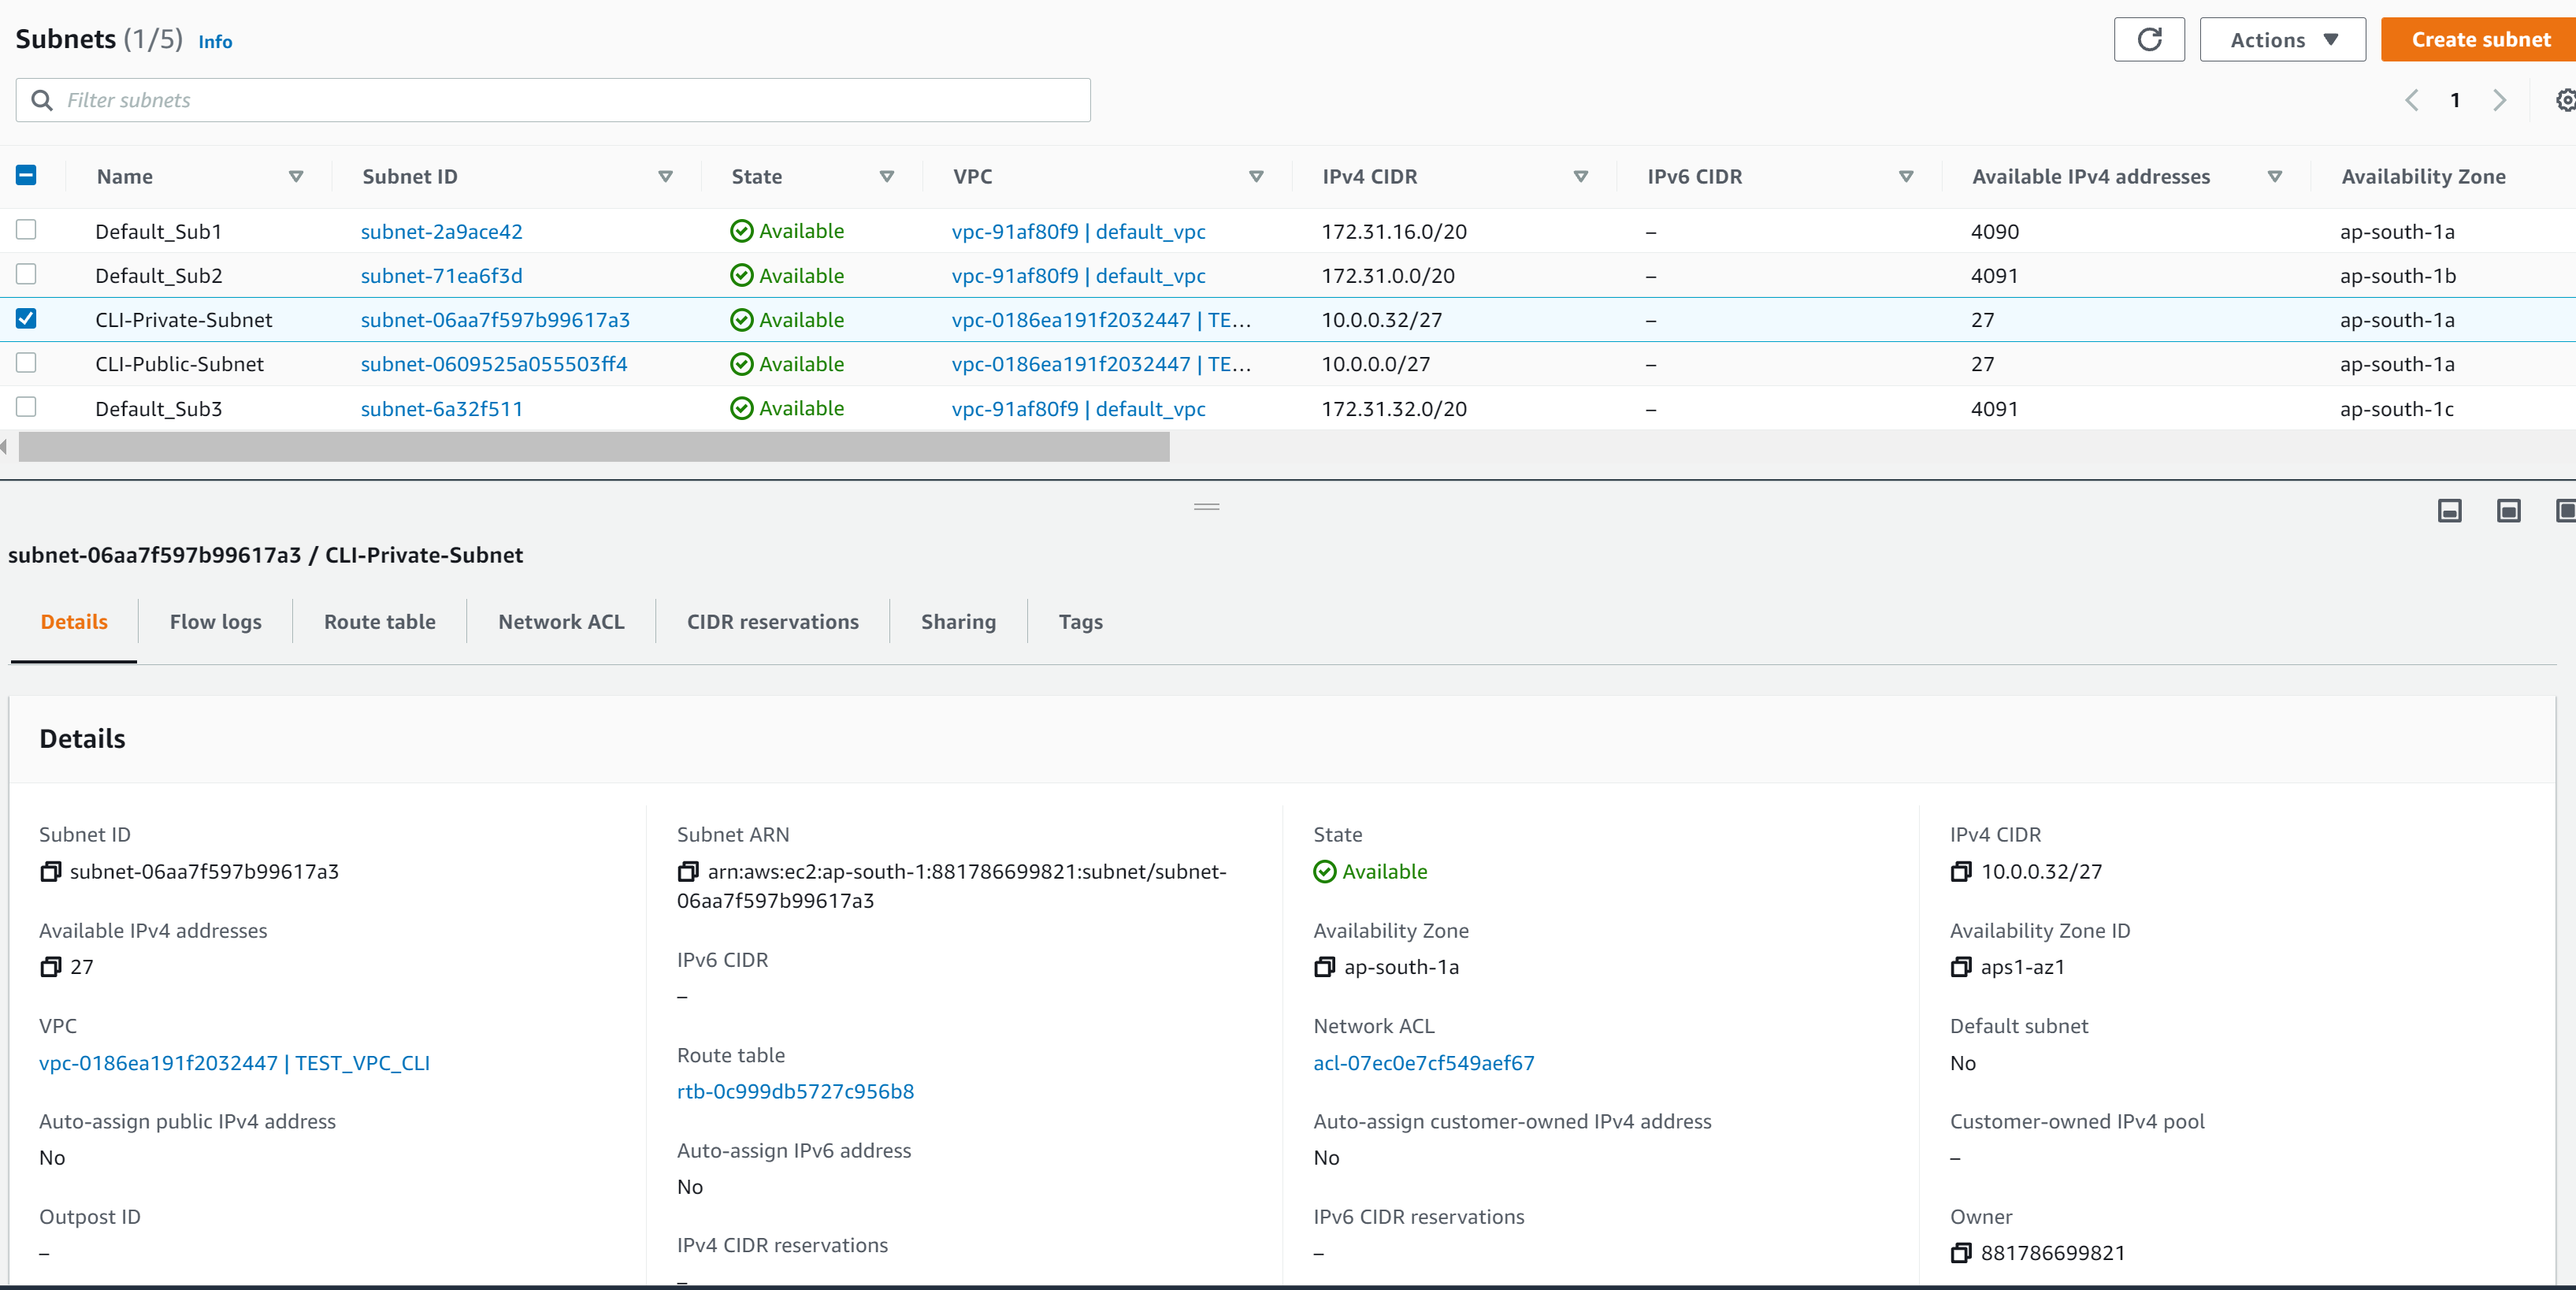 Subnets (1/5) Info
Actions
Create subnet
Filter subnets
1
Name Subnet ID State VPC IPv4 CIDR IPv6 CIDR Available IPv4 addresses Availability Zone
Default_Sub1 subnet-2a9ace42 Available vpc-91af80f9 | default_vpc 172.31.16.0/20 – 4090 ap-south-1a
Default_Sub2 subnet-71ea6f3d Available vpc-91af80f9 | default_vpc 172.31.0.0/20 – 4091 ap-south-1b
CLI-Private-Subnet subnet-06aa7f597b99617a3 Available vpc-0186ea191f2032447 | TE... 10.0.0.32/27 – 27 ap-south-1a
CLI-Public-Subnet subnet-0609525a055503ff4 Available vpc-0186ea191f2032447 | TE... 10.0.0.0/27 – 27 ap-south-1a
Default_Sub3 subnet-6a32f511 Available vpc-91af80f9 | default_vpc 172.31.32.0/20 – 4091 ap-south-1c
subnet-06aa7f597b99617a3 / CLI-Private-Subnet
Details Flow logs Route table Network ACL CIDR reservations Sharing Tags
Details
Subnet ID
subnet-06aa7f597b99617a3
Available IPv4 addresses
27
VPC
vpc-0186ea191f2032447 | TEST_VPC_CLI
Auto-assign public IPv4 address
No
Outpost ID
–
Subnet ARN
arn:aws:ec2:ap-south-1:881786699821:subnet/subnet-
06aa7f597b99617a3
IPv6 CIDR
–
Route table
rtb-0c999db5727c956b8
Auto-assign IPv6 address
No
IPv4 CIDR reservations
–
State
Available
Availability Zone
ap-south-1a
Network ACL
acl-07ec0e7cf549aef67
Auto-assign customer-owned IPv4 address
No
IPv6 CIDR reservations
–
IPv4 CIDR
10.0.0.32/27
Availability Zone ID
aps1-az1
Default subnet
No
Customer-owned IPv4 pool
–
Owner
881786699821